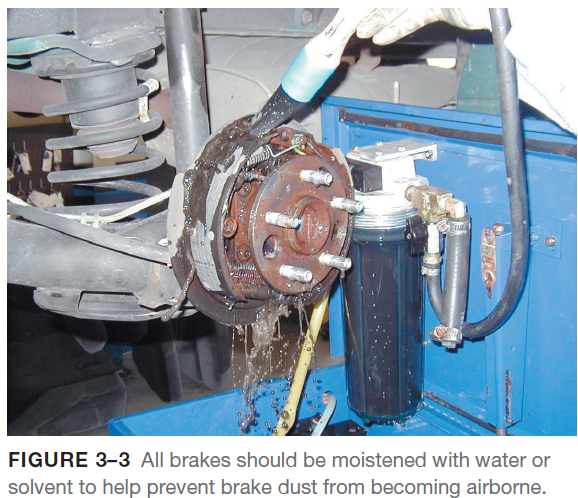 FIGURE 3–3 All brakes should be moistened with water or
solvent to help prevent brake dust from becoming airborne.